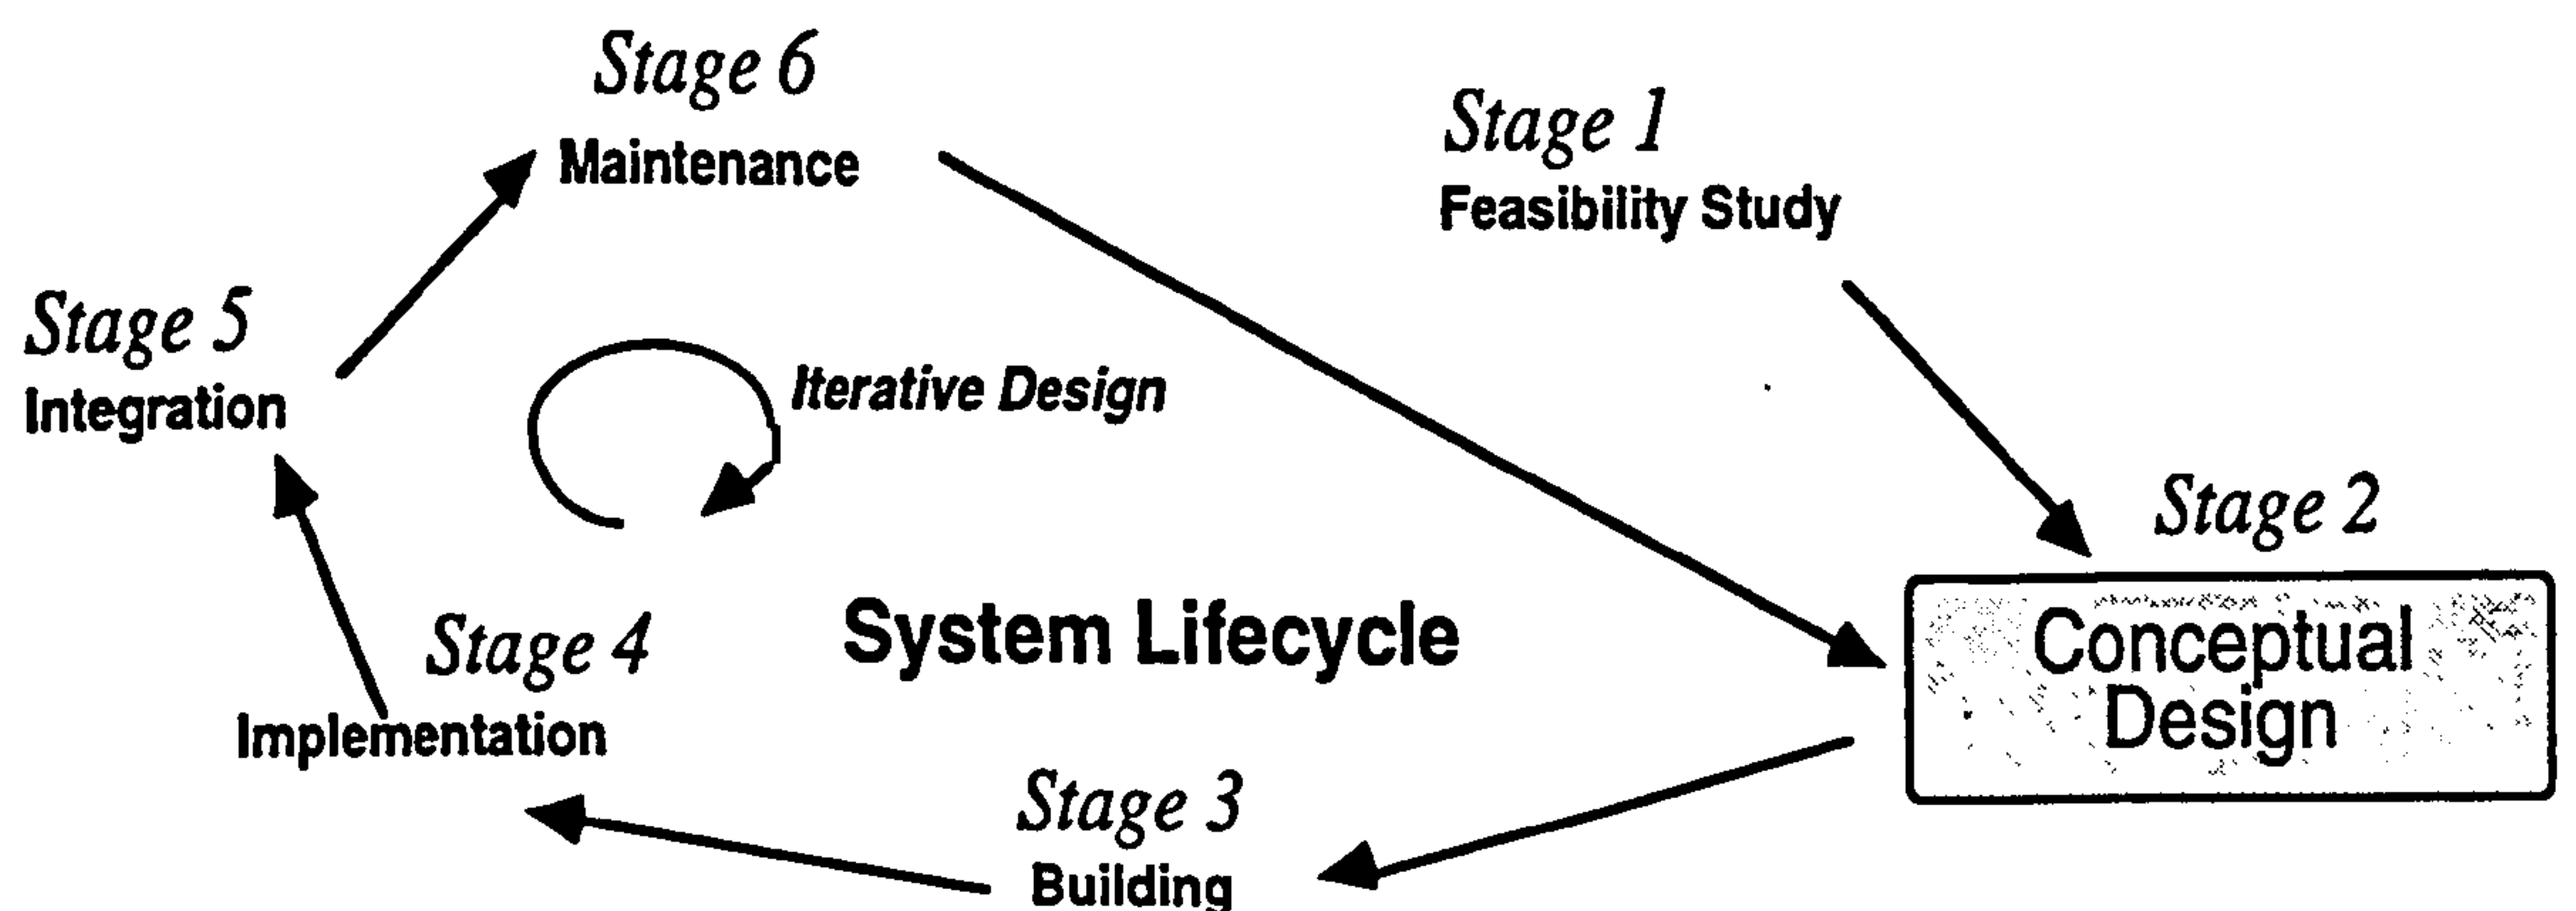 Stage 6
Maintenance
Stage 1
Feasibility Study
Stage 5
Integration
Iterative Design
Stage 2
Conceptual
Design
System Lifecycle
Stage 4
Implementation
Stage 3
Building